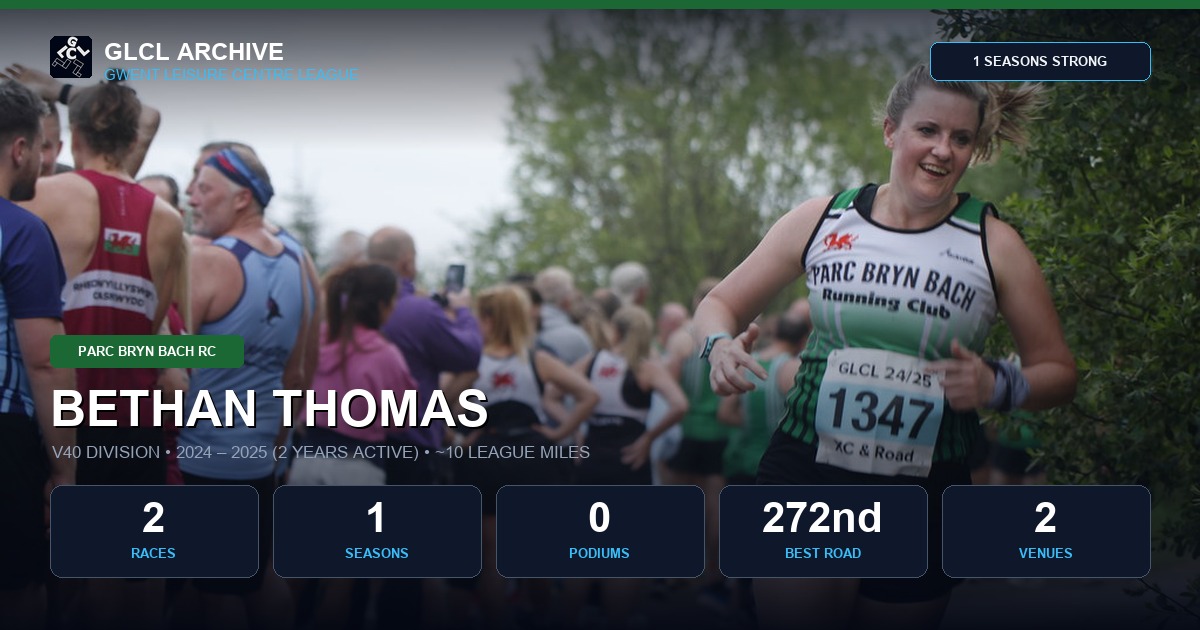 GLCL ARCHIVE
GWENT LEISURE CENTRE LEAGUE
1 SEASONS STRONG
PARC BRYN BACH
Running Club
GLCL 24/25
1347
XC & Road
PARC BRYN BACH RC
BETHAN THOMAS
V40 DIVISION • 2024 – 2025 (2 YEARS ACTIVE) • ~10 LEAGUE MILES
2
RACES
1
SEASONS
0
PODIUMS
272nd
BEST ROAD
2
VENUES